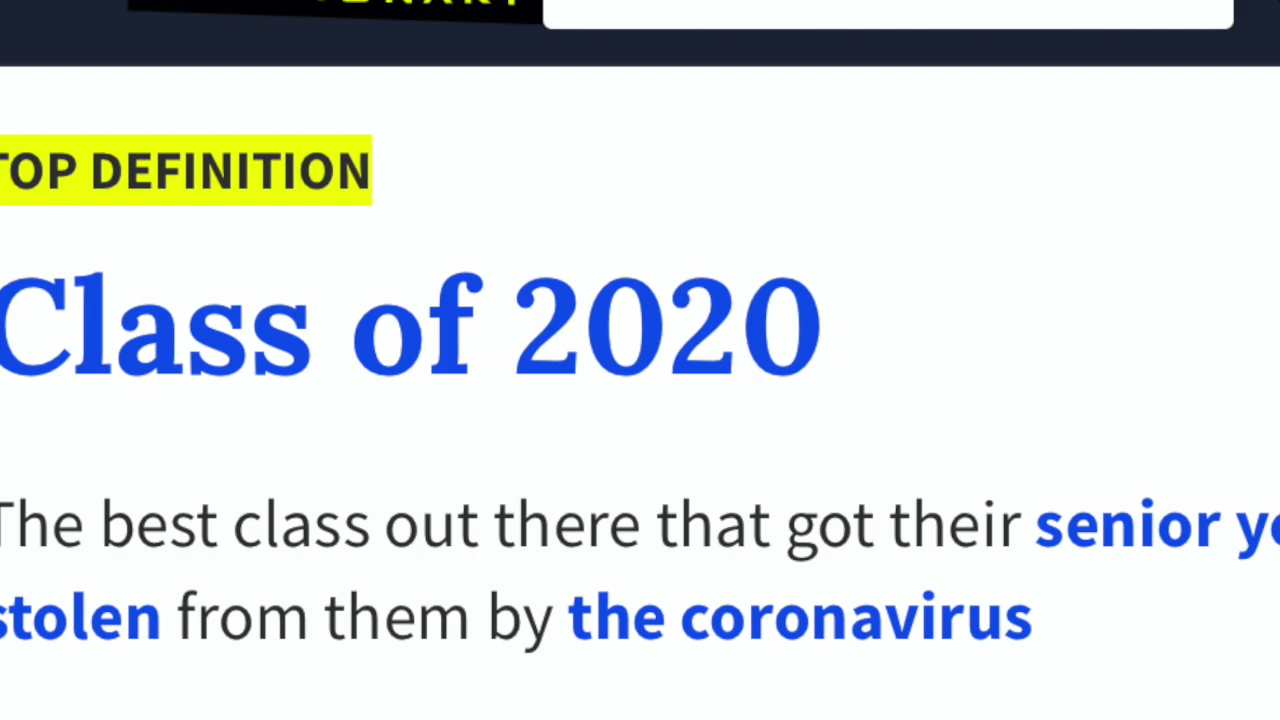 TOP DEFINITION
Class of 2020
The best class out there that got their senior
stolen from them by the coronavirus